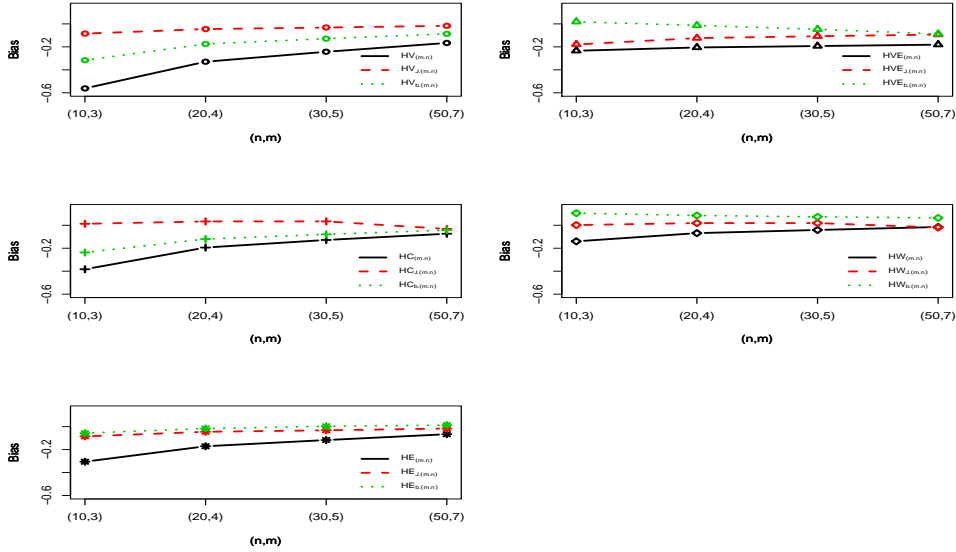 Bias
−0.2
−0.6
(10,3) (20,4) (30,5) (50,7)
(n,m)
HV(m.n)
HV.J.(m.n)
HVb.(m.n)
Bias
−0.2
−0.6
(10,3) (20,4) (30,5) (50,7)
(n,m)
HVE(m.n)
HVE.J.(m.n)
HVEb.(m.n)
Bias
−0.2
−0.6
(10,3) (20,4) (30,5) (50,7)
(n,m)
HC(m.n)
HC.J.(m.n)
HCb.(m.n)
Bias
−0.2
−0.6
(10,3) (20,4) (30,5) (50,7)
(n,m)
HW(m.n)
HW.J.(m.n)
HWb.(m.n)
Bias
−0.2
−0.6
(10,3) (20,4) (30,5) (50,7)
(n,m)
HE(m.n)
HE.J.(m.n)
HEb.(m.n)